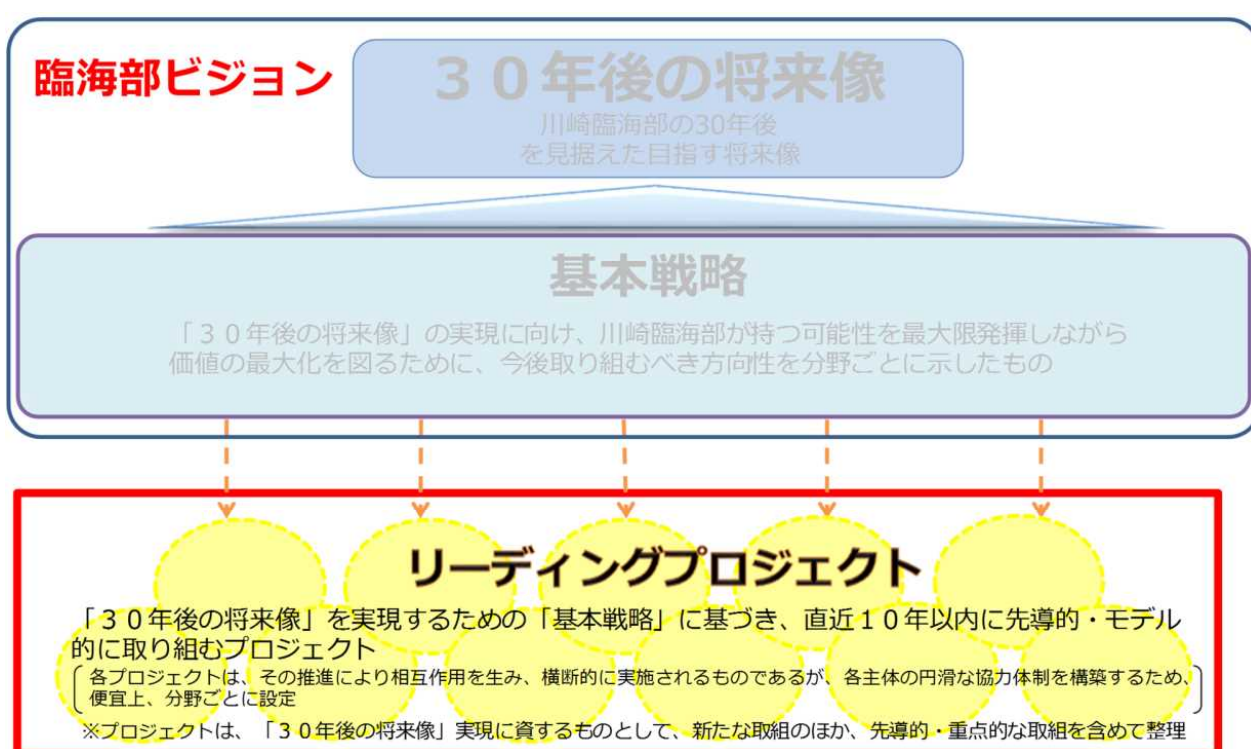 臨海部ビジョン
３０年後の将来像
川崎臨海部の30年後
を見据えた目指す将来像
基本戦略
「３０年後の将来像」の実現に向け、川崎臨海部が持つ可能性を最大限発揮しながら
価値の最大化を図るために、今後取り組むべき方向性を分野ごとに示したもの
リーディングプロジェクト
「３０年後の将来像」を実現するための「基本戦略」に基づき、直近１０年以内に先導的・モデル
的に取り組むプロジェクト
各プロジェクトは、その推進により相互作用を生み、横断的に実施されるものであるが、各主体の円滑な協力体制を構築するため、
便宜上、分野ごとに設定
※プロジェクトは、「３０年後の将来像」実現に資するものとして、新たな取組のほか、先導的・重点的な取組を含めて整理